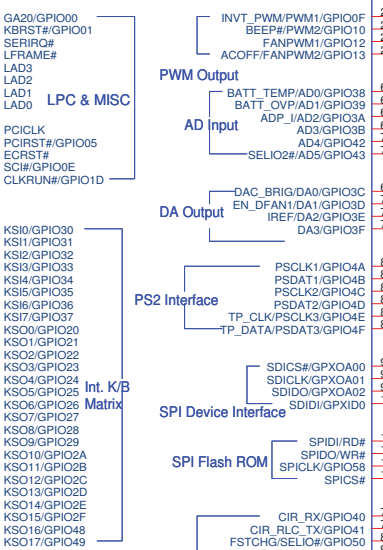 GA20/GPIO00
KBRST#/GPIO01
SERIRQ#
LFRAME#
LAD3
LAD2
LAD1
LAD0
LPC & MISC
PCICLK
PCIRST#/GPIO05
ECRST#
SCI#/GPIO0E
CLKRUN#/GPIO1D
KSI0/GPIO30
KSI1/GPIO31
KSI2/GPIO32
KSI3/GPIO33
KSI4/GPIO34
KSI5/GPIO35
KSI6/GPIO36
KSI7/GPIO37
KSO0/GPIO20
KSO1/GPIO21
KSO2/GPIO22
KSO3/GPIO23
KSO4/GPIO24
KSO5/GPIO25
KSO6/GPIO26
KSO7/GPIO27
KSO8/GPIO28
KSO9/GPIO29
KSO10/GPIO2A
KSO11/GPIO2B
KSO12/GPIO2C
KSO13/GPIO2D
KSO14/GPIO2E
KSO15/GPIO2F
KSO16/GPIO48
KSO17/GPIO49
Int. K/B
Matrix
INVT_PWM/PWM1/GPIO0F
BEEP#/PWM2/GPIO10
FANPWM1/GPIO12
ACOFF/FANPWM2/GPIO13
PWM Output
BATT_TEMP/AD0/GPIO38
BATT_OVP/AD1/GPIO39
ADP_I/AD2/GPIO3A
AD3/GPIO3B
AD4/GPIO42
SELIO2#/AD5/GPIO43
AD Input
DAC_BRIG/DA0/GPIO3C
EN_DFAN1/DA1/GPIO3D
IREF/DA2/GPIO3E
DA3/GPIO3F
DA Output
PSCLK1/GPIO4A
PSDAT1/GPIO4B
PSCLK2/GPIO4C
PSDAT2/GPIO4D
TP_CLK/PSCLK3/GPIO4E
TP_DATA/PSDAT3/GPIO4F
PS2 Interface
SDICS#/GPXOA00
SDICLK/GPXOA01
SDIDO/GPXOA02
SDIDI/GPXID0
SPI Device Interface
SPIDI/RD#
SPIDO/WR#
SPICLK/GPIO58
SPICS#
SPI Flash ROM
CIR_RX/GPIO40
CIR_RLC_TX/GPIO41
FSTCHG/SELIO#/GPIO50